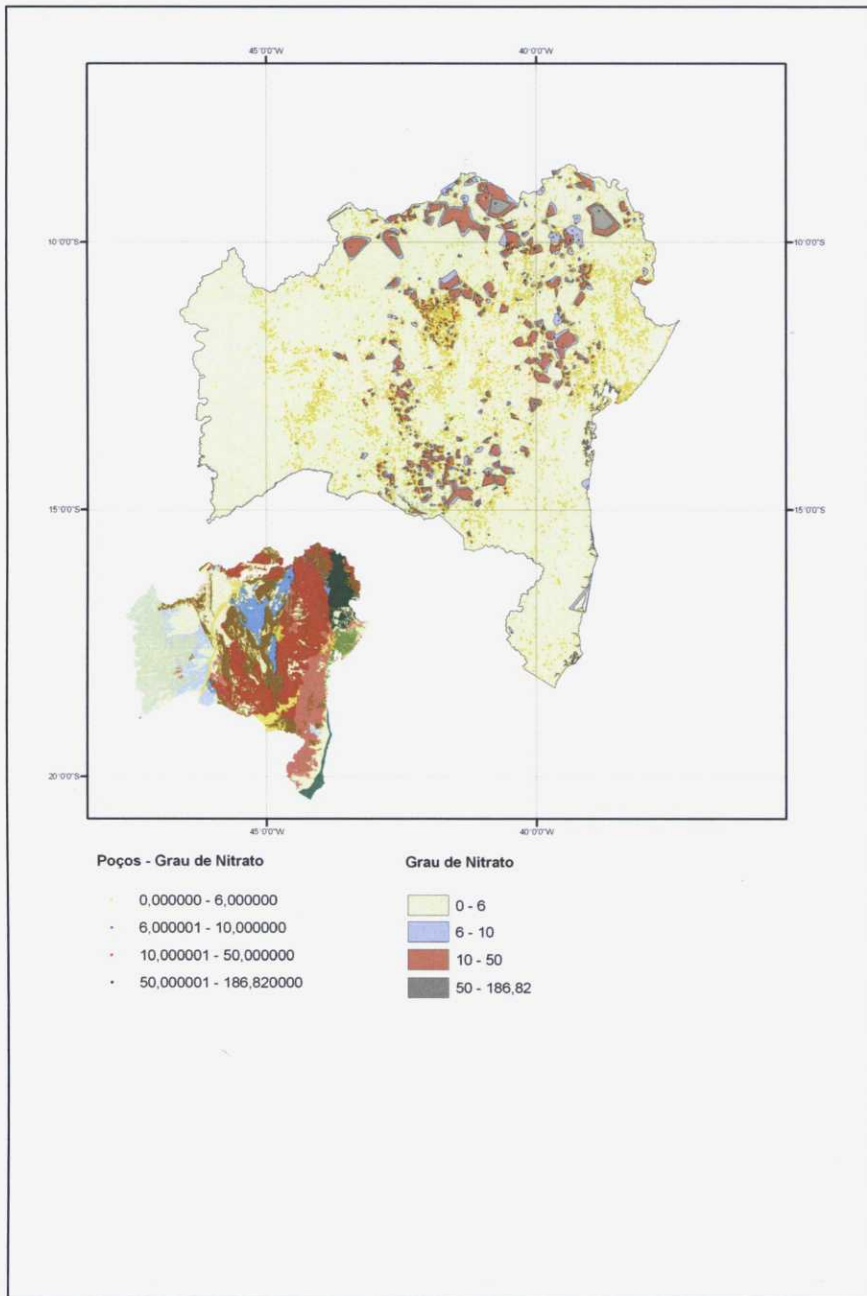 45°0'0"W 40°0'0"W
10°0'0"S 10°0'0"S
15°0'0"S 15°0'0"S
20°0'0"S 20°0'0"S
45°0'0"W 40°0'0"W
Poços - Grau de Nitrato
0,000000 - 6,000000
6,000001 - 10,000000
10,000001 - 50,000000
50,000001 - 186,820000
Grau de Nitrato
0 - 6
6 - 10
10 - 50
50 - 186,82